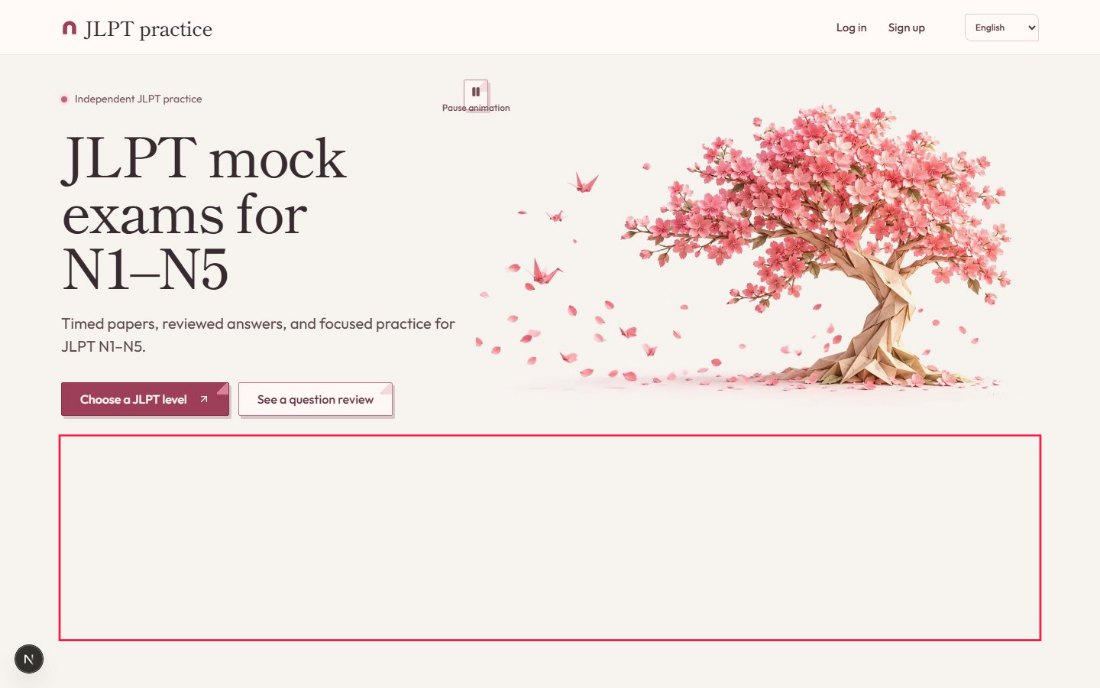 JLPT practice
Log in
Sign up
English
Independent JLPT practice
Pause animation
JLPT mock
exams for
N1–N5
Timed papers, reviewed answers, and focused practice for
JLPT N1–N5.
Choose a JLPT level
See a question review
N